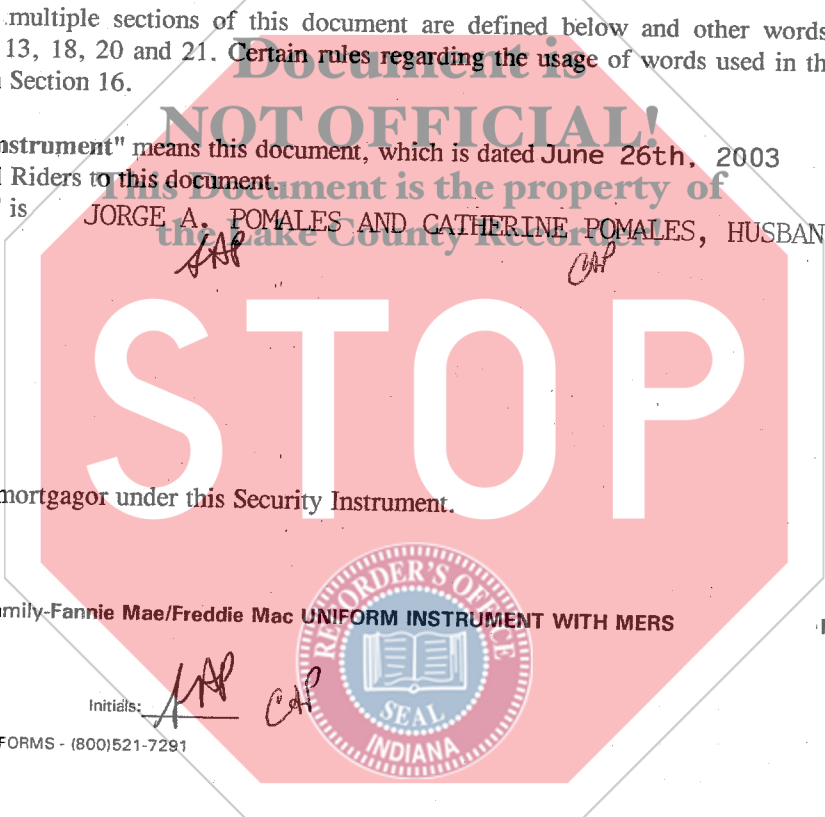 multiple sections of this document are defined below and other words
13, 18, 20 and 21. Certain rules regarding the usage of words used in th
Section 16.
Document is
NOT OFFICIAL!
nstrument" means this document, which is dated June 26th, 2003
Riders to this document.
This Document is the property of
is JORGE A. POMALES AND CATHERINE POMALES, HUSBAN
the Lake County Recorder!
JAP CAP
STOP
mortgagor under this Security Instrument.
RECORDER'S OFFICE
mily-Fannie Mae/Freddie Mac UNIFORM INSTRUMENT WITH MERS
Initials: JAP CAP
SEAL
INDIANA
FORMS - (800)521-7291